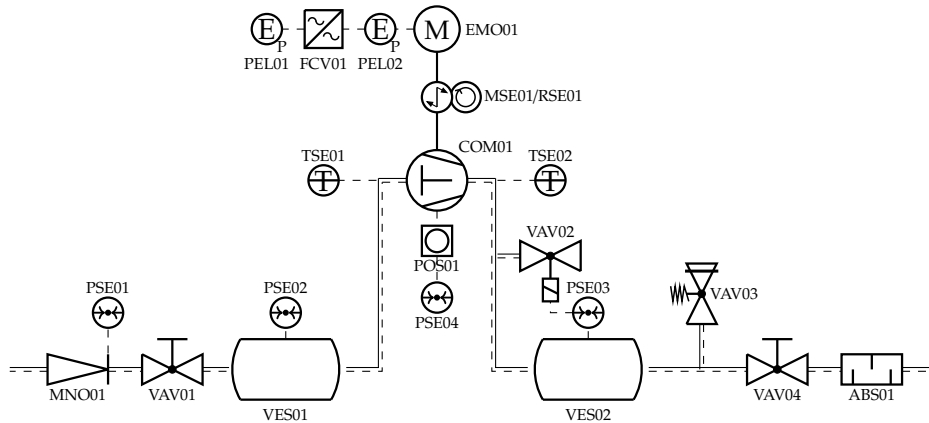 E P
E P
M
EMO01
PEL01
FCV01
PEL02
MSE01/RSE01
COM01
TSE01
TSE02
T
T
VAV02
POS01
PSE01
PSE02
PSE03
VAV03
PSE04
MNO01
VAV01
VES01
VES02
VAV04
ABS01